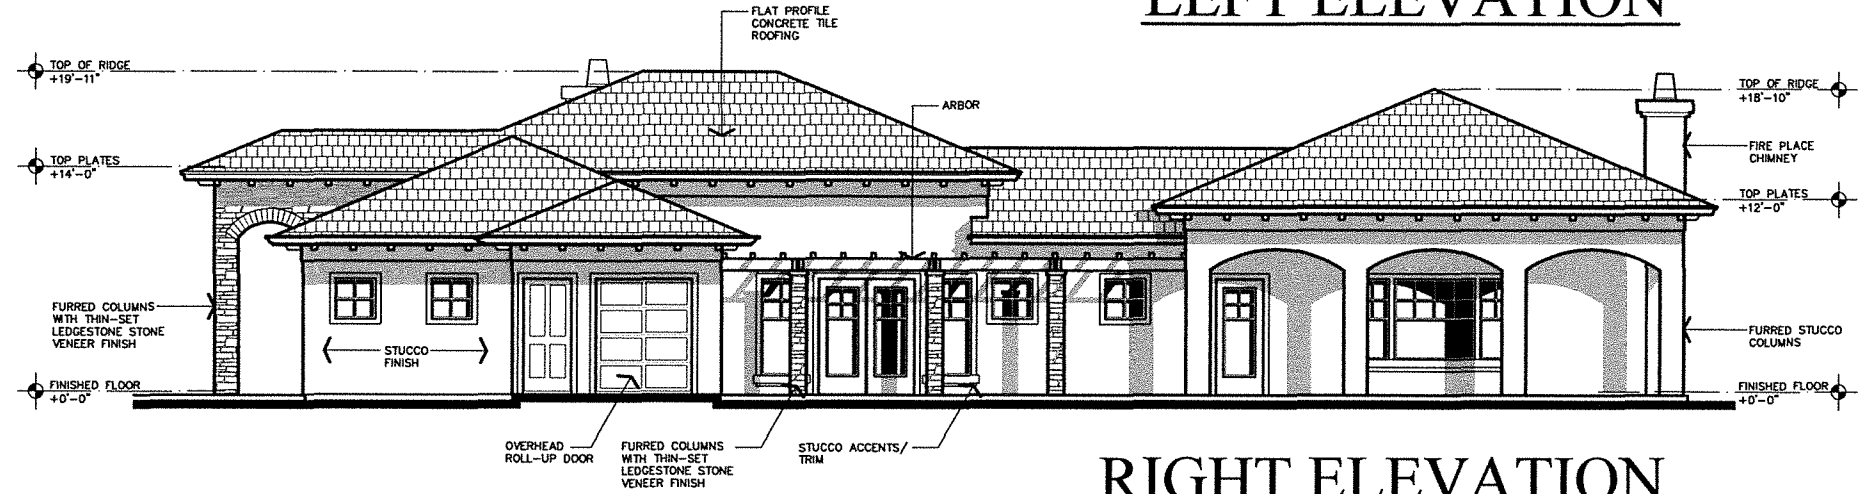 LEFT ELEVATION
FLAT PROFILE
CONCRETE TILE
ROOFING
TOP OF RIDGE
+19'-11"
ARBOR
TOP OF RIDGE
+18'-10"
TOP PLATES
+14'-0"
FIRE PLACE
CHIMNEY
TOP PLATES
+12'-0"
FURRED COLUMNS
WITH THIN-SET
LEDGESTONE STONE
VENEER FINISH
STUCCO
FINISH
FURRED STUCCO
COLUMNS
FINISHED FLOOR
+0'-0"
FINISHED FLOOR
+0'-0"
OVERHEAD
ROLL-UP DOOR
FURRED COLUMNS
WITH THIN-SET
LEDGESTONE STONE
VENEER FINISH
STUCCO ACCENTS/
TRIM
RIGHT ELEVATION